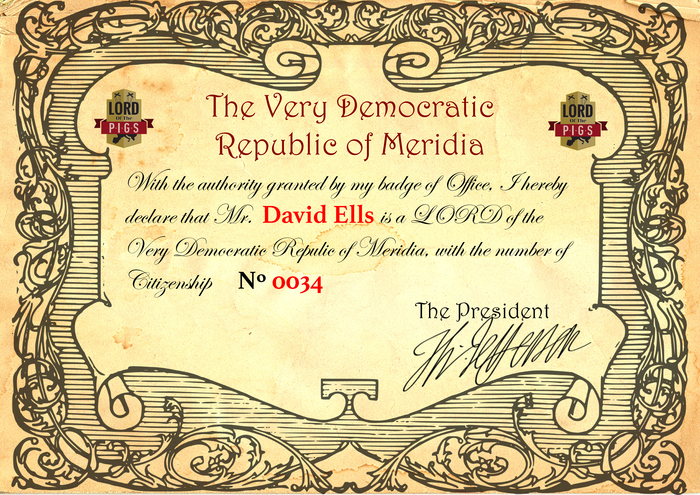 LORD
Of The
PIGS
LORD
Of The
PIGS
The Very Democratic
Republic of Meridia
With the authority granted by my badge of Office, I hereby
declare that Mr. David Ells is a LORD of the
Very Democratic Repulic of Meridia, with the number of
Citizenship Nº 0034
The President
Th: Jefferson